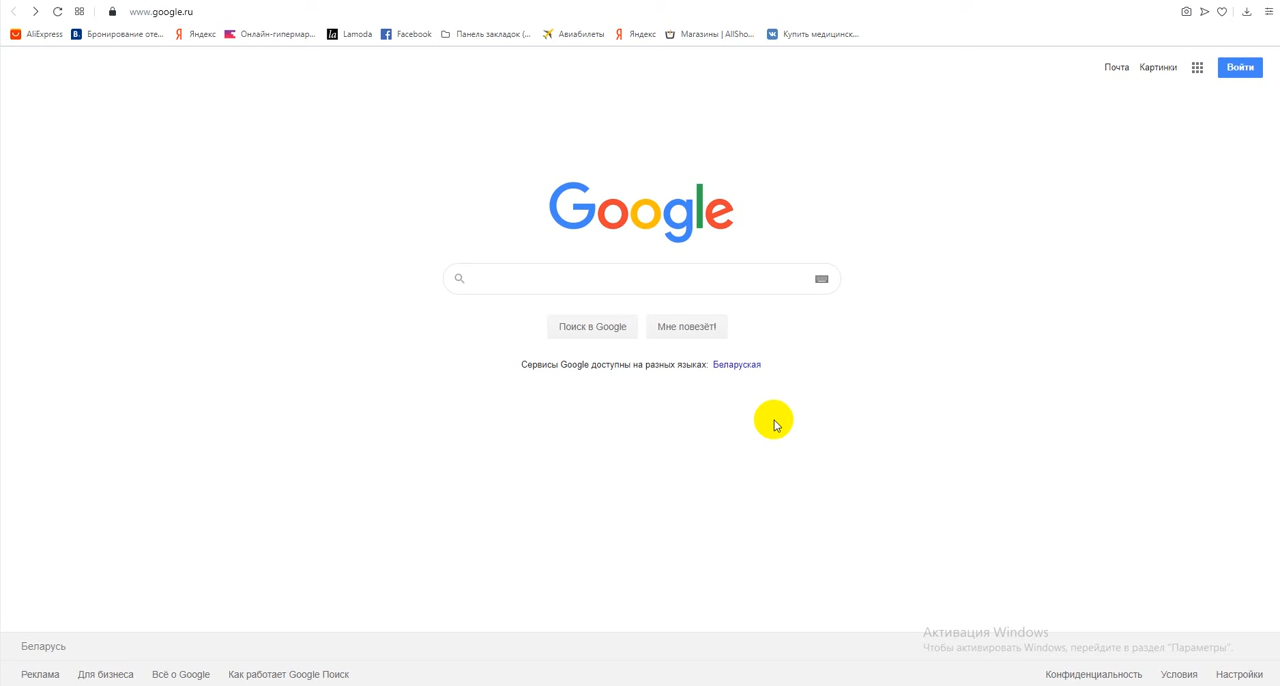 www.google.ru
AliExpress Бронирование оте... Яндекс Онлайн-гипермар... Lamoda Facebook Панель закладок (... Авиабилеты Яндекс Магазины | AllSho... Купить медицинск...
Почта Картинки Войти
Google
Поиск в Google Мне повезёт!
Сервисы Google доступны на разных языках: Беларуская
Активация Windows
Чтобы активировать Windows, перейдите в раздел "Параметры".
Беларусь
Реклама Для бизнеса Всё о Google Как работает Google Поиск Конфиденциальность Условия Настройки